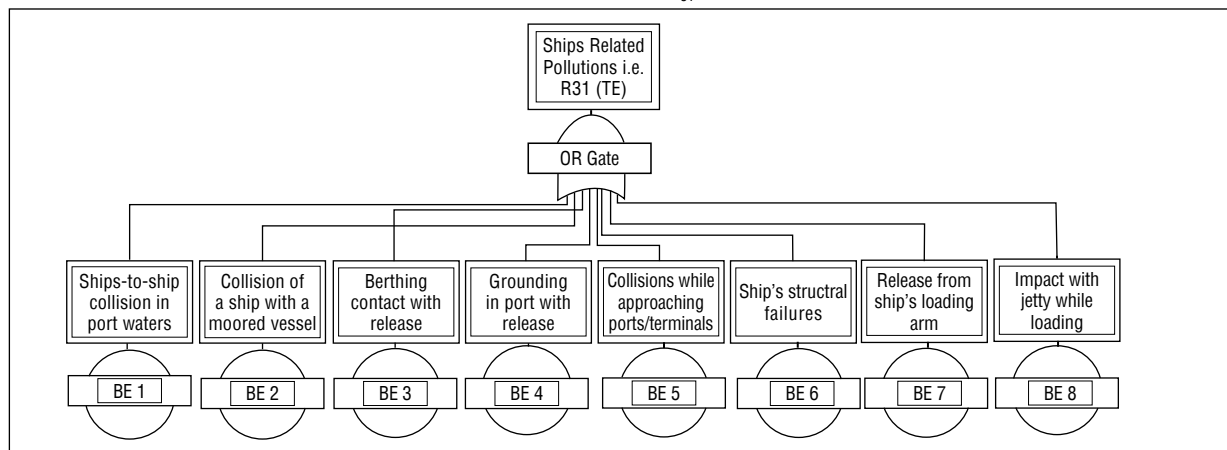 Ships Related
Pollutions i.e.
R31 (TE)
OR Gate
Ships-to-ship
collision in
port waters
Collision of
a ship with a
moored vessel
Berthing
contact with
release
Grounding
in port with
release
Collisions while
approaching
ports/terminals
Ship's structral
failures
Release from
ship's loading
arm
Impact with
jetty while
loading
BE 1
BE 2
BE 3
BE 4
BE 5
BE 6
BE 7
BE 8